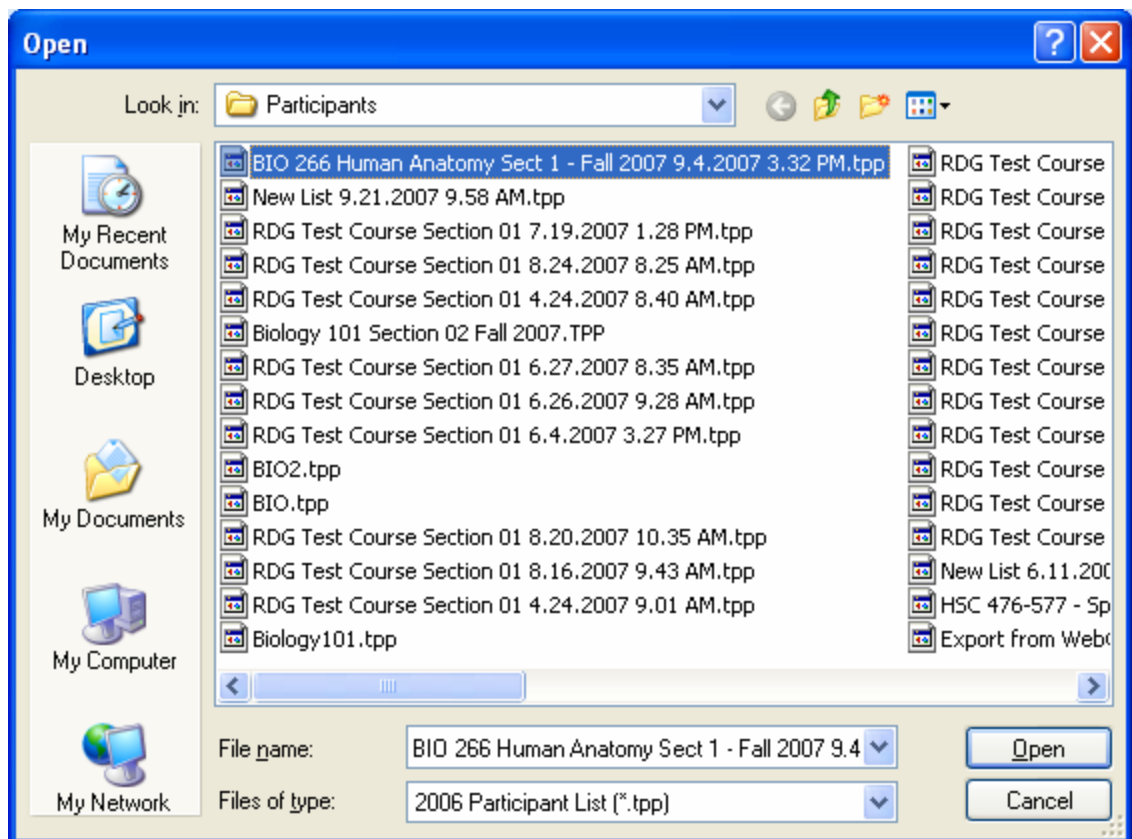 Open
Look in:
Participants
My Recent
Documents
Desktop
My Documents
My Computer
My Network
BIO 266 Human Anatomy Sect 1 - Fall 2007 9.4.2007 3.32 PM.tpp
New List 9.21.2007 9.58 AM.tpp
RDG Test Course Section 01 7.19.2007 1.28 PM.tpp
RDG Test Course Section 01 8.24.2007 8.25 AM.tpp
RDG Test Course Section 01 4.24.2007 8.40 AM.tpp
Biology 101 Section 02 Fall 2007.TPP
RDG Test Course Section 01 6.27.2007 8.35 AM.tpp
RDG Test Course Section 01 6.26.2007 9.28 AM.tpp
RDG Test Course Section 01 6.4.2007 3.27 PM.tpp
BIO2.tpp
BIO.tpp
RDG Test Course Section 01 8.20.2007 10.35 AM.tpp
RDG Test Course Section 01 8.16.2007 9.43 AM.tpp
RDG Test Course Section 01 4.24.2007 9.01 AM.tpp
Biology101.tpp
RDG Test Course
RDG Test Course
RDG Test Course
RDG Test Course
RDG Test Course
RDG Test Course
RDG Test Course
RDG Test Course
RDG Test Course
RDG Test Course
RDG Test Course
RDG Test Course
New List 6.11.200
HSC 476-577 - Sp
Export from Web
File name:
BIO 266 Human Anatomy Sect 1 - Fall 2007 9.4
Open
Files of type:
2006 Participant List (*.tpp)
Cancel